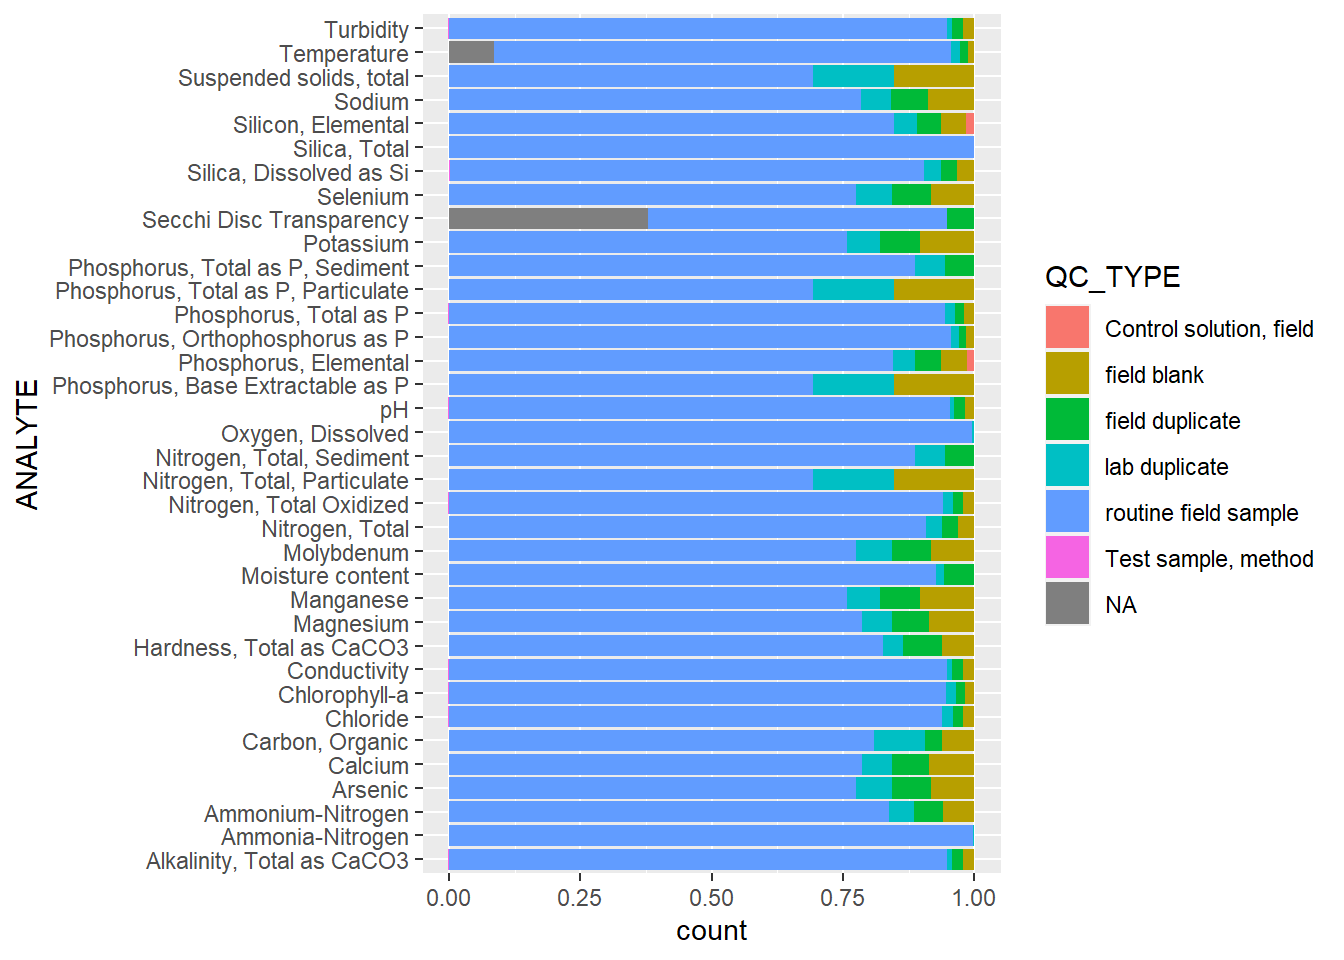 Turbidity
Temperature
Suspended solids, total
Sodium
Silicon, Elemental
Silica, Total
Silica, Dissolved as Si
Selenium
Secchi Disc Transparency
Potassium
Phosphorus, Total as P, Sediment
Phosphorus, Total as P, Particulate
Phosphorus, Total as P
Phosphorus, Orthophosphorus as P
Phosphorus, Elemental
Phosphorus, Base Extractable as P
pH
Oxygen, Dissolved
Nitrogen, Total, Sediment
Nitrogen, Total, Particulate
Nitrogen, Total Oxidized
Nitrogen, Total
Molybdenum
Moisture content
Manganese
Magnesium
Hardness, Total as CaCO3
Conductivity
Chlorophyll-a
Chloride
Carbon, Organic
Calcium
Arsenic
Ammonium-Nitrogen
Ammonia-Nitrogen
Alkalinity, Total as CaCO3
ANALYTE
0.00 0.25 0.50 0.75 1.00
count
QC_TYPE
Control solution, field
field blank
field duplicate
lab duplicate
routine field sample
Test sample, method
NA